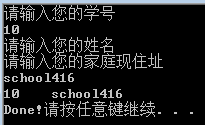 请输入您的学号
10
请输入您的姓名
请输入您的家庭现住址
school416
10    school416
Done!请按任意键继续. . .